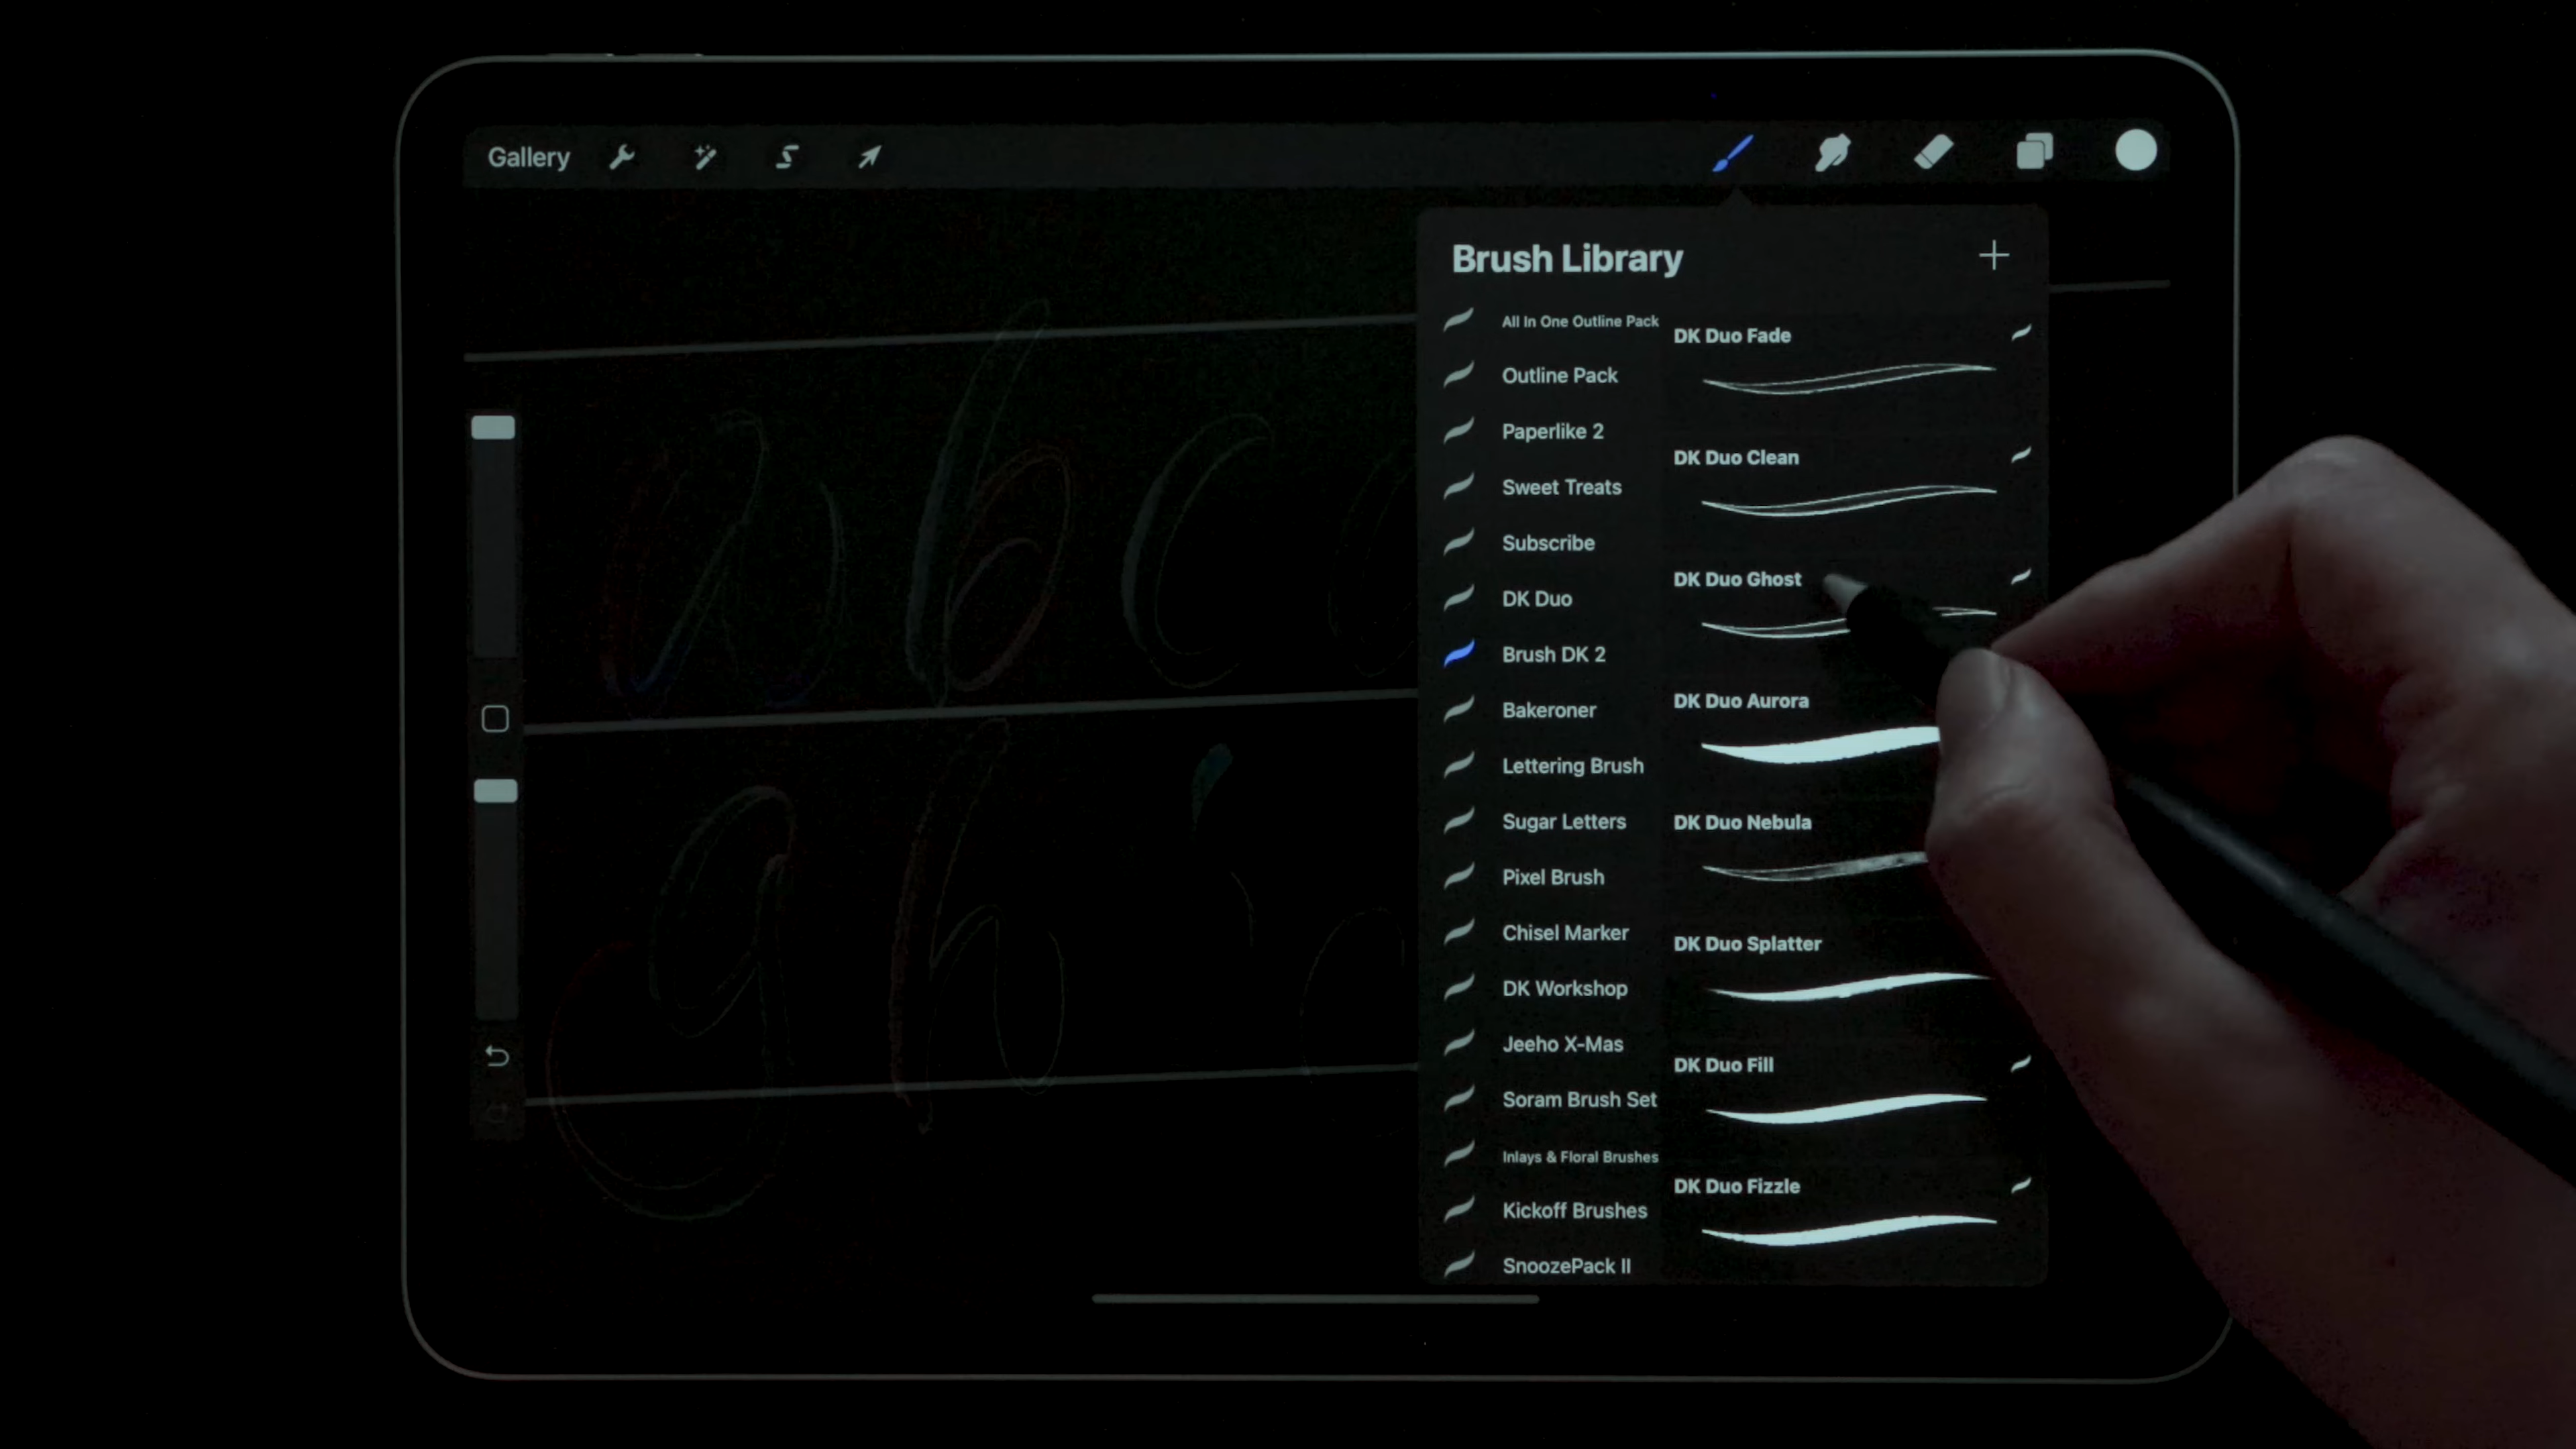 Gallery
Brush Library
All In One Outline Pack
Outline Pack
Paperlike 2
Sweet Treats
Subscribe
DK Duo
Brush DK 2
Bakeroner
Lettering Brush
Sugar Letters
Pixel Brush
Chisel Marker
DK Workshop
Jeeho X-Mas
Soram Brush Set
Inlays & Floral Brushes
Kickoff Brushes
SnoozePack II
DK Duo Fade
DK Duo Clean
DK Duo Ghost
DK Duo Aurora
DK Duo Nebula
DK Duo Splatter
DK Duo Fill
DK Duo Fizzle
a b c
g h